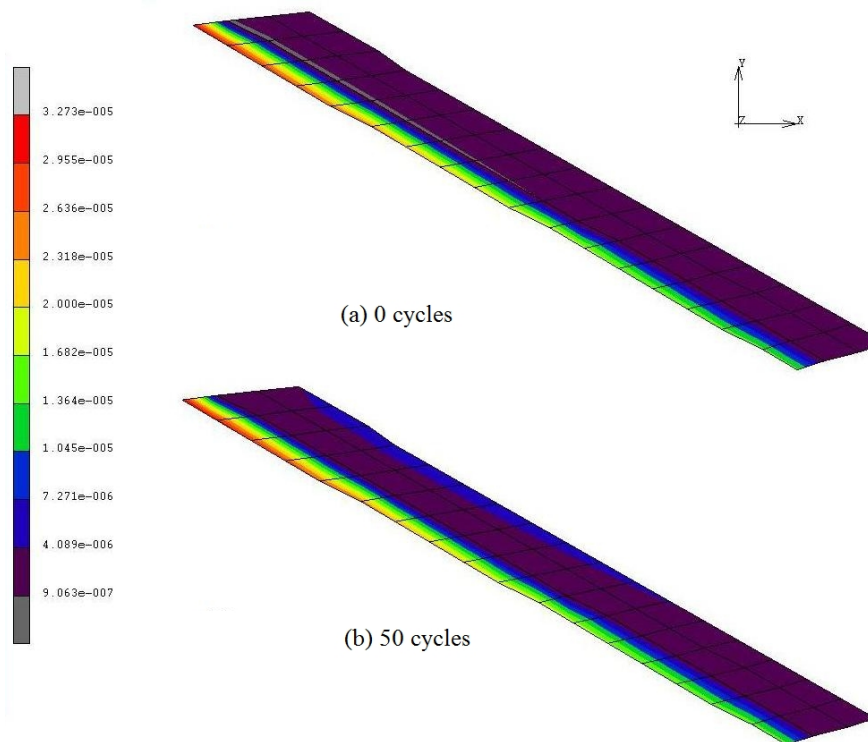 Y
Z
X
3.273e-005
2.955e-005
2.636e-005
2.318e-005
2.000e-005
1.682e-005
1.364e-005
1.045e-005
7.271e-006
4.089e-006
9.063e-007
(a) 0 cycles
(b) 50 cycles